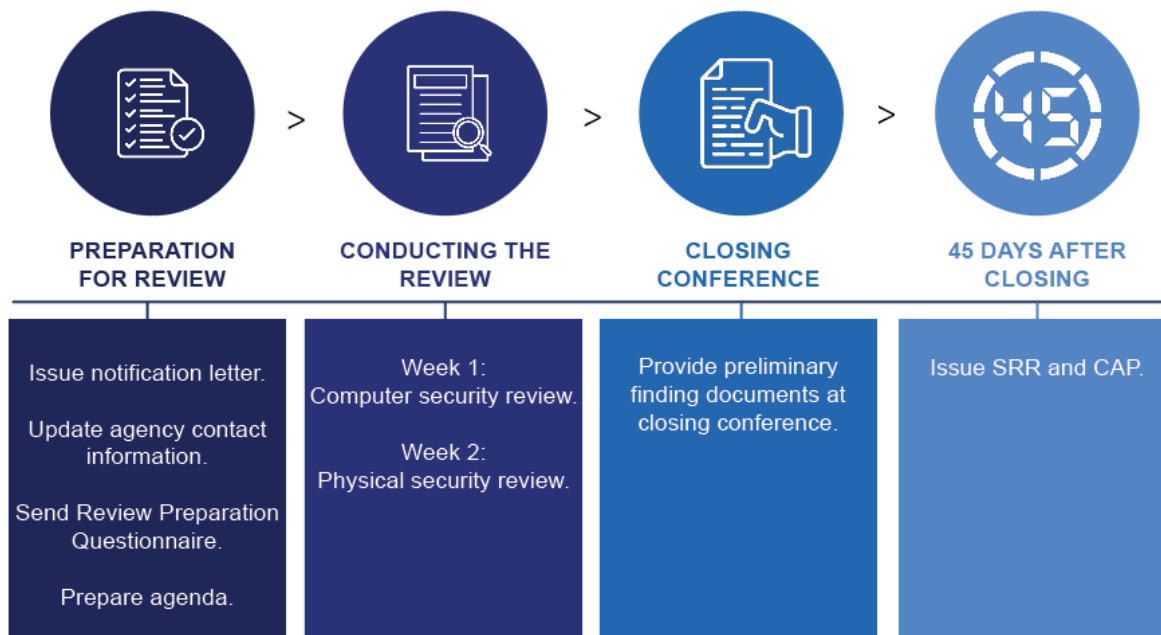 45
PREPARATION
FOR REVIEW
CONDUCTING THE
REVIEW
CLOSING
CONFERENCE
45 DAYS AFTER
CLOSING
Issue notification letter.
Update agency contact
information.
Send Review Preparation
Questionnaire.
Prepare agenda.
Week 1:
Computer security review.
Week 2:
Physical security review.
Provide preliminary
finding documents at
closing conference.
Issue SRR and CAP.